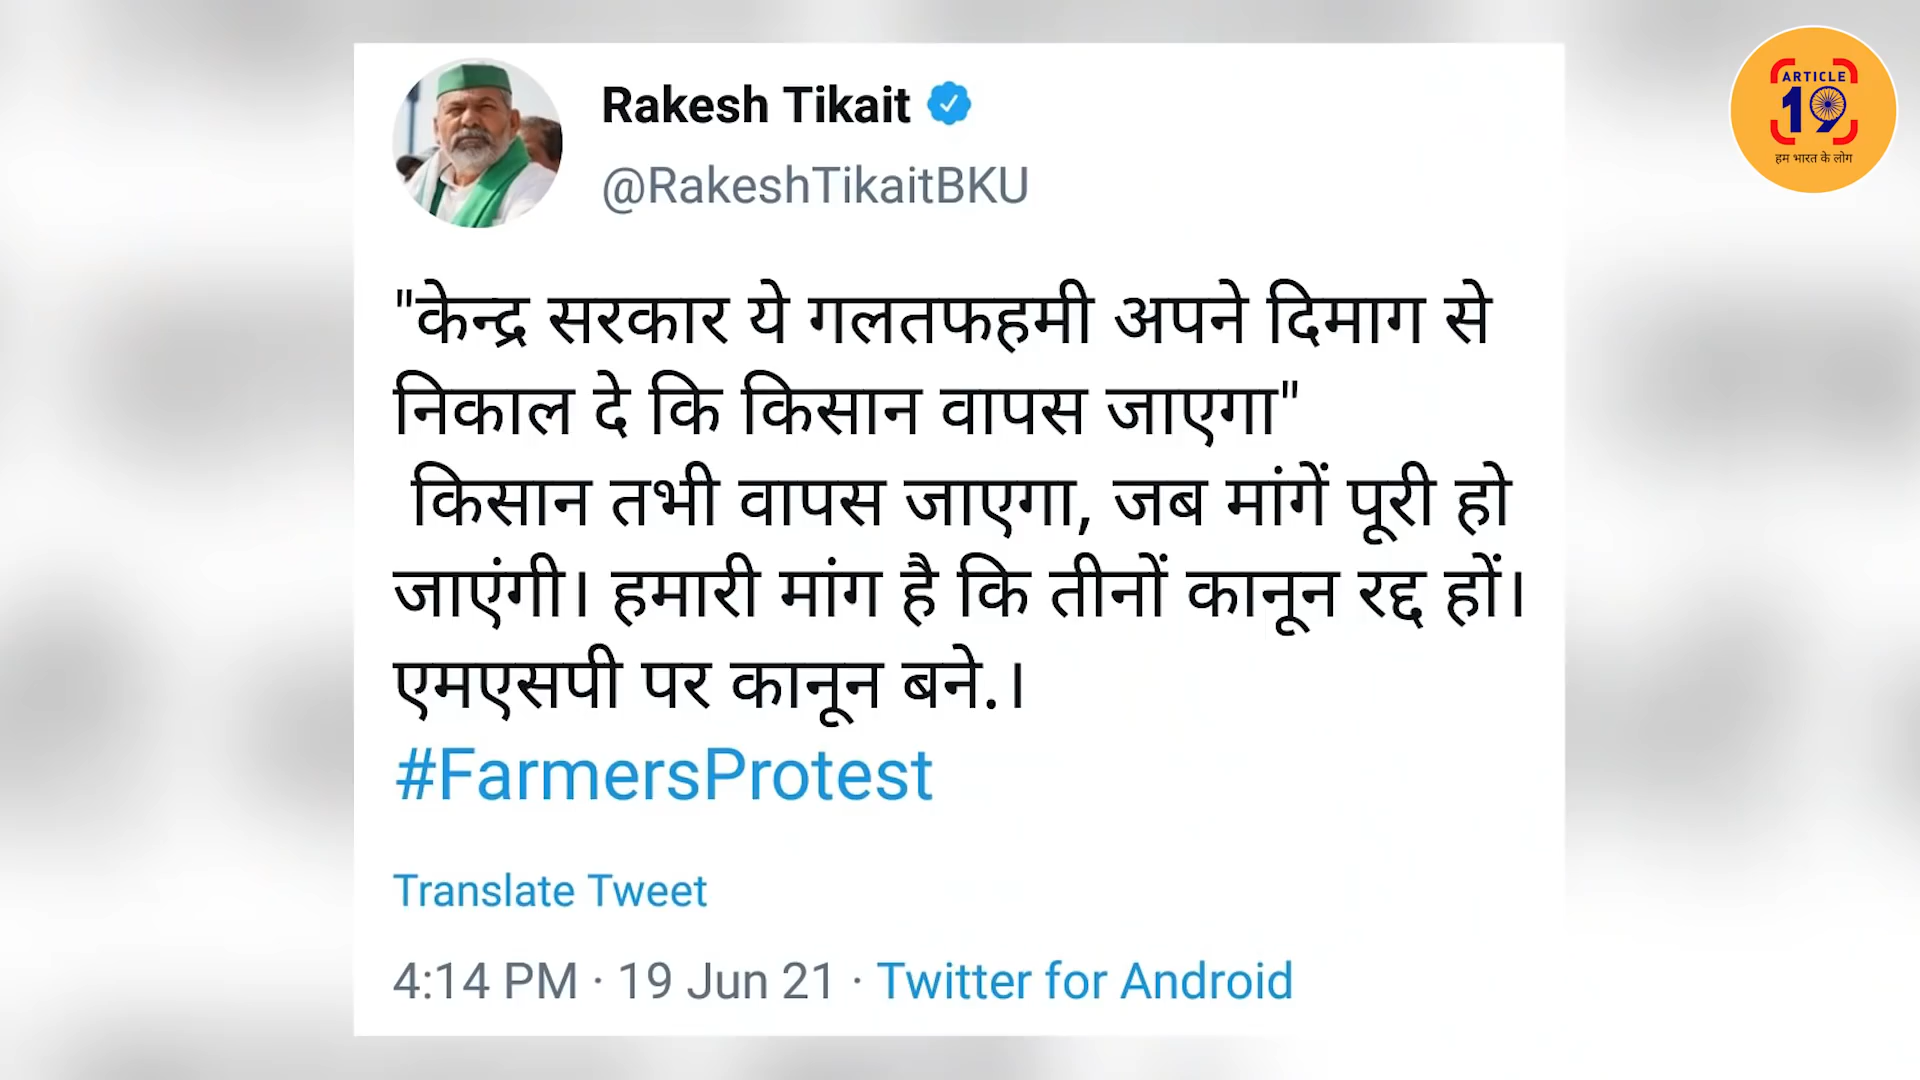 Rakesh Tikait
@RakeshTikaitBKU
"केन्द्र सरकार ये गलतफहमी अपने दिमाग से
निकाल दे कि किसान वापस जाएगा"
किसान तभी वापस जाएगा, जब मांगें पूरी हो
जाएंगी। हमारी मांग है कि तीनों कानून रद्द हों।
एमएसपी पर कानून बने.।
#FarmersProtest
Translate Tweet
4:14 PM · 19 Jun 21 · Twitter for Android
ARTICLE
19
हम भारत के लोग